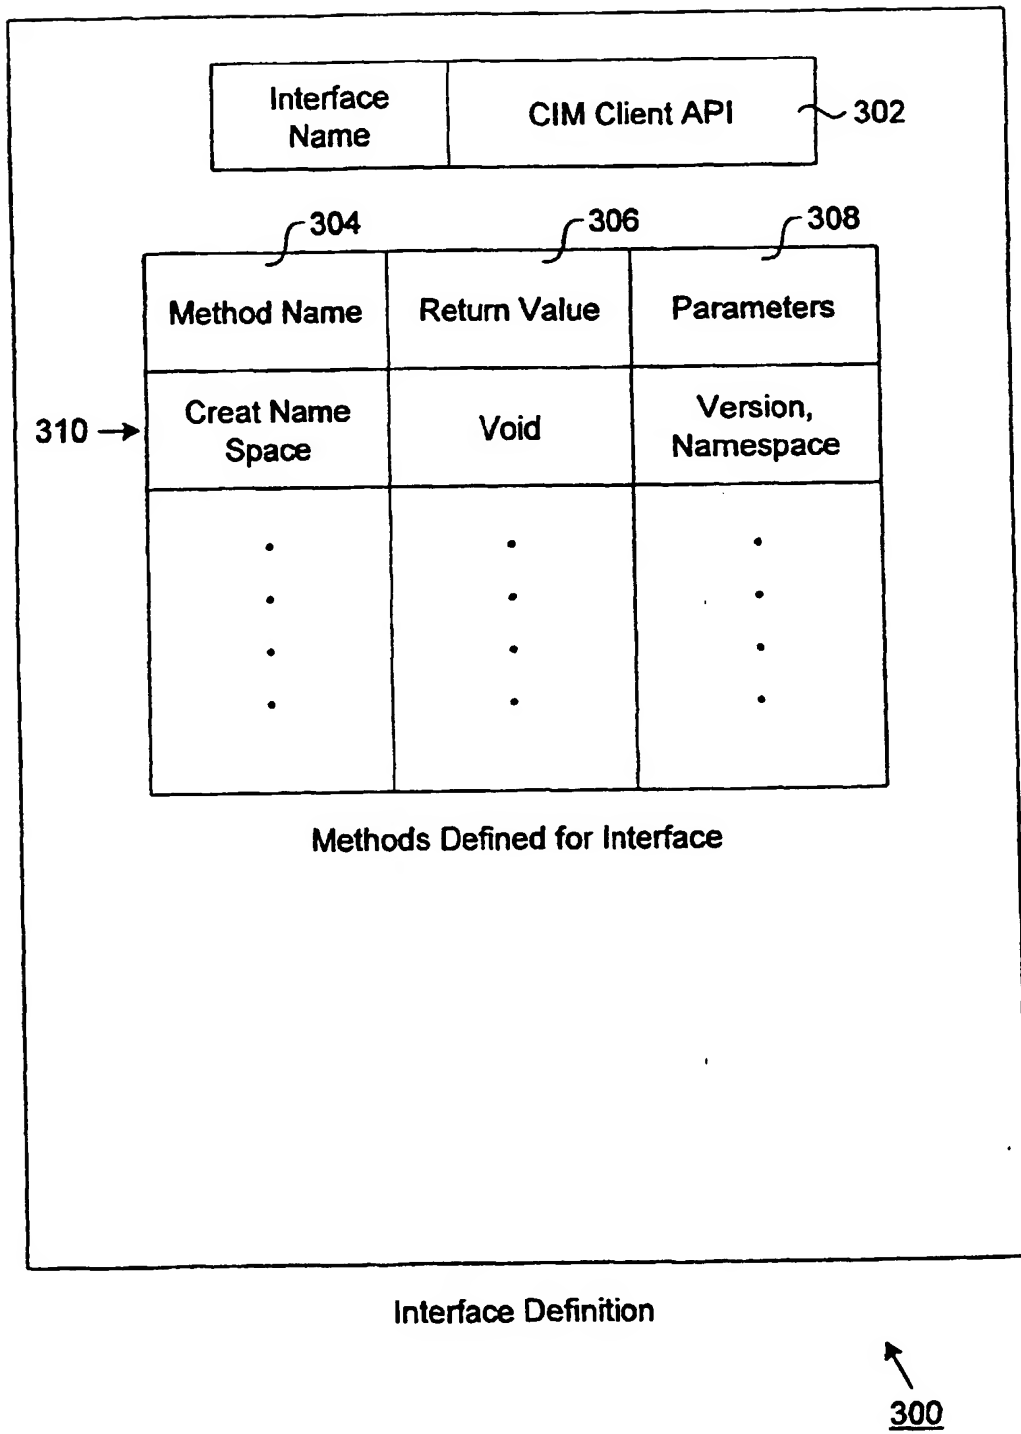 Interface
Name
CIM Client API
302
304
306
308
Method Name
Return Value
Parameters
310
Creat Name
Space
Void
Version,
Namespace
Methods Defined for Interface
Interface Definition
300